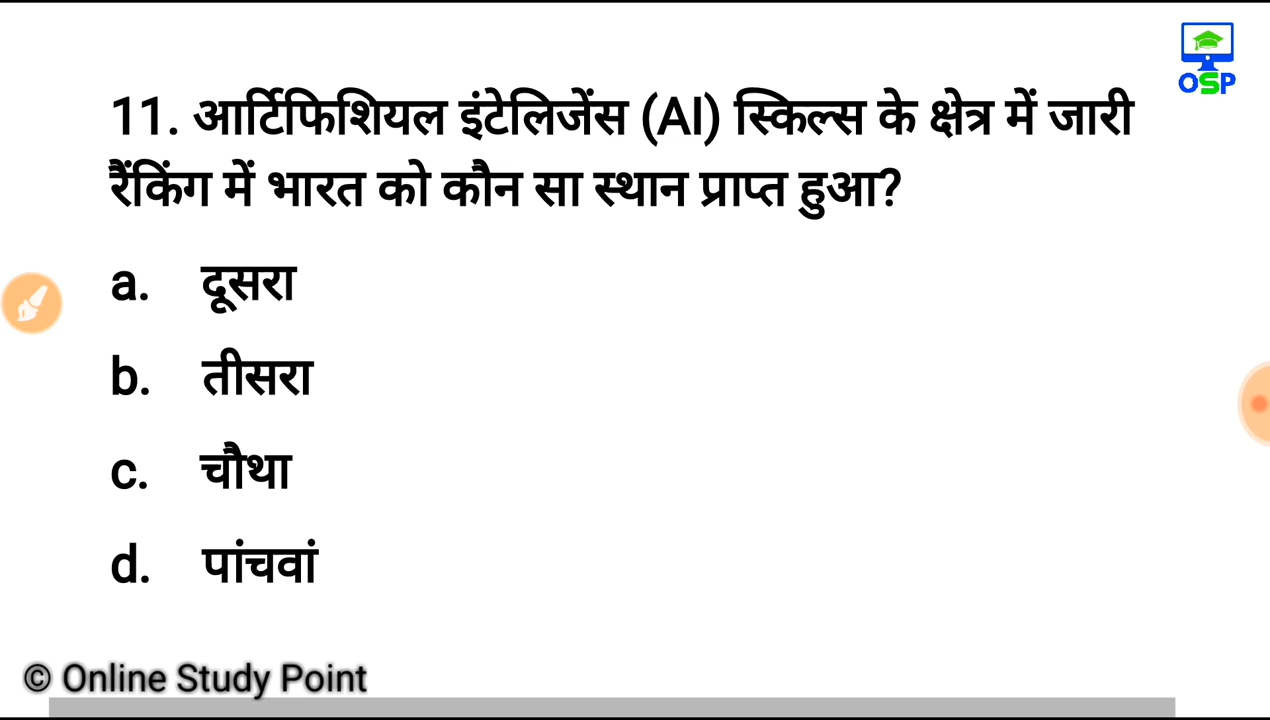 OSP
11. आर्टिफिशियल इंटेलिजेंस (AI) स्किल्स के क्षेत्र में जारी
रैंकिंग में भारत को कौन सा स्थान प्राप्त हुआ?
a. दूसरा
b. तीसरा
c. चौथा
d. पांचवां
© Online Study Point